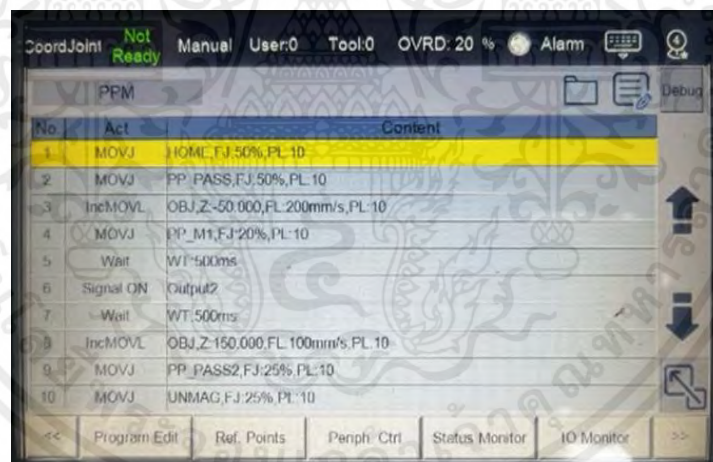 CoordJoint Not Ready Manual User:0 Tool:0 OVRD: 20 % Alarm
PPM Debug
No. Act Content
1 MOVJ HOME,FJ:50%,PL:10
2 MOVJ PP_PASS,FJ:50%,PL:10
3 IncMOVL OBJ,Z:-50.000,FL:200mm/s,PL:10
4 MOVJ PP_M1,FJ:20%,PL:10
5 Wait WT:500ms
6 Signal ON Output2
7 Wait WT:500ms
8 IncMOVL OBJ,Z:150.000,FL:100mm/s,PL:10
9 MOVJ PP_PASS2,FJ:25%,PL:10
10 MOVJ UNMAG,FJ:25%,PL:10
<< Program Edit Ref. Points Periph. Ctrl Status Monitor IO Monitor >>